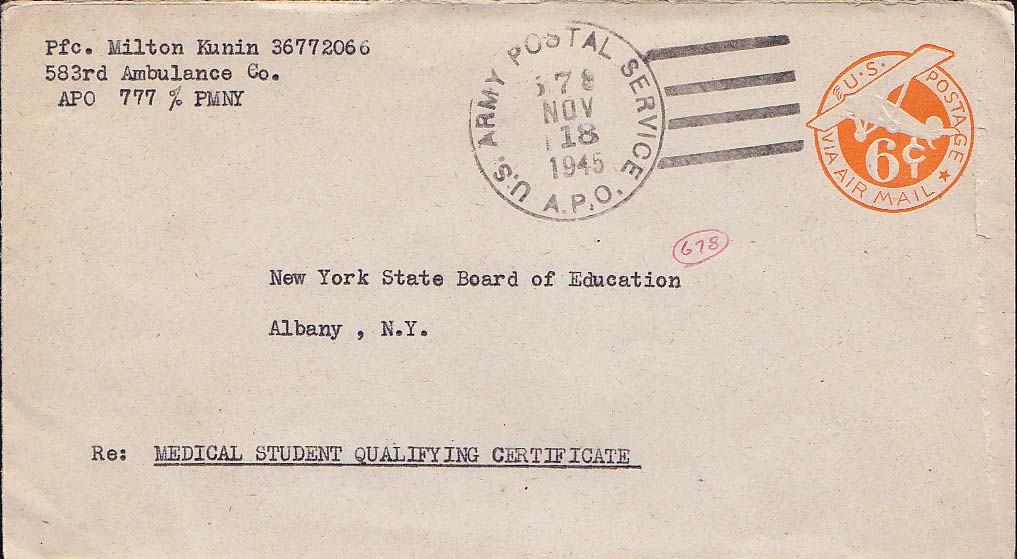 Pfc. Milton Kunin 36772066
583rd Ambulance Co.
APO 777 % PMNY
U.S. ARMY POSTAL SERVICE
NOV
18
1945
A.P.O.
U.S. POSTAGE
6¢
VIA AIR MAIL
678
New York State Board of Education
Albany , N.Y.
Re: MEDICAL STUDENT QUALIFYING CERTIFICATE